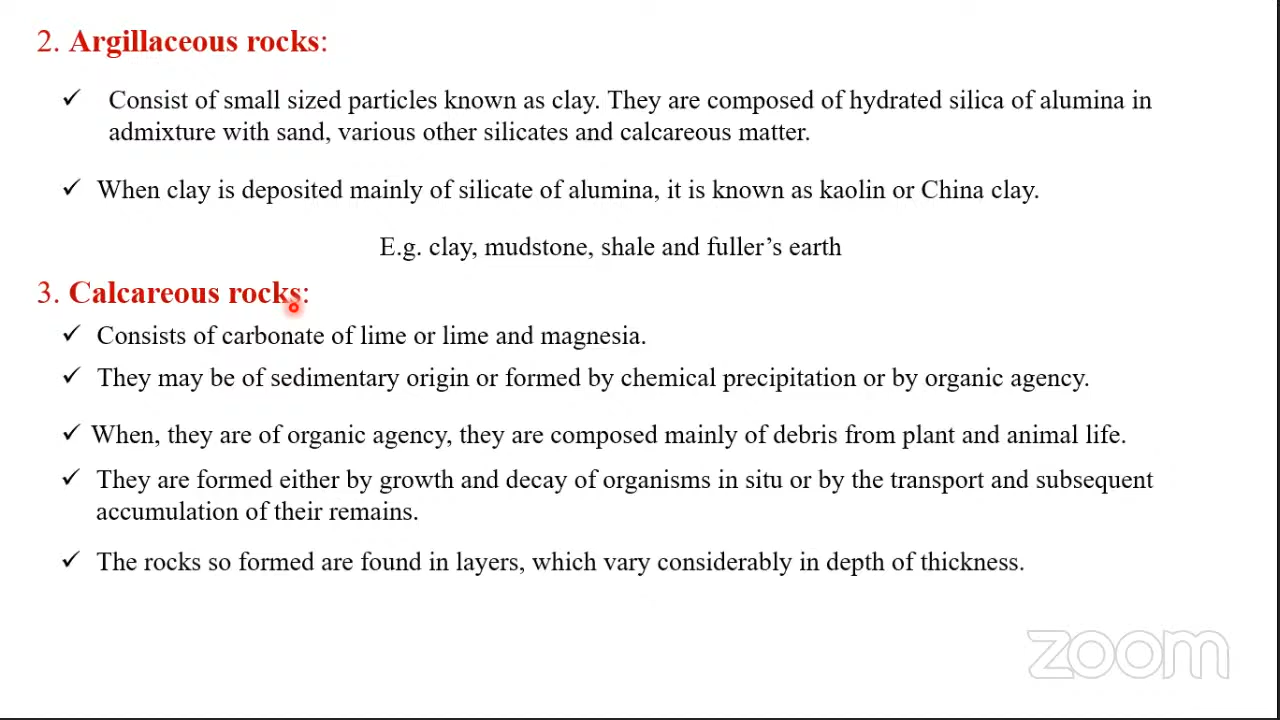 2. Argillaceous rocks:
✓ Consist of small sized particles known as clay. They are composed of hydrated silica of alumina in
admixture with sand, various other silicates and calcareous matter.
✓ When clay is deposited mainly of silicate of alumina, it is known as kaolin or China clay.
E.g. clay, mudstone, shale and fuller’s earth
3. Calcareous rocks:
✓ Consists of carbonate of lime or lime and magnesia.
✓ They may be of sedimentary origin or formed by chemical precipitation or by organic agency.
✓ When, they are of organic agency, they are composed mainly of debris from plant and animal life.
✓ They are formed either by growth and decay of organisms in situ or by the transport and subsequent
accumulation of their remains.
✓ The rocks so formed are found in layers, which vary considerably in depth of thickness.
zoom